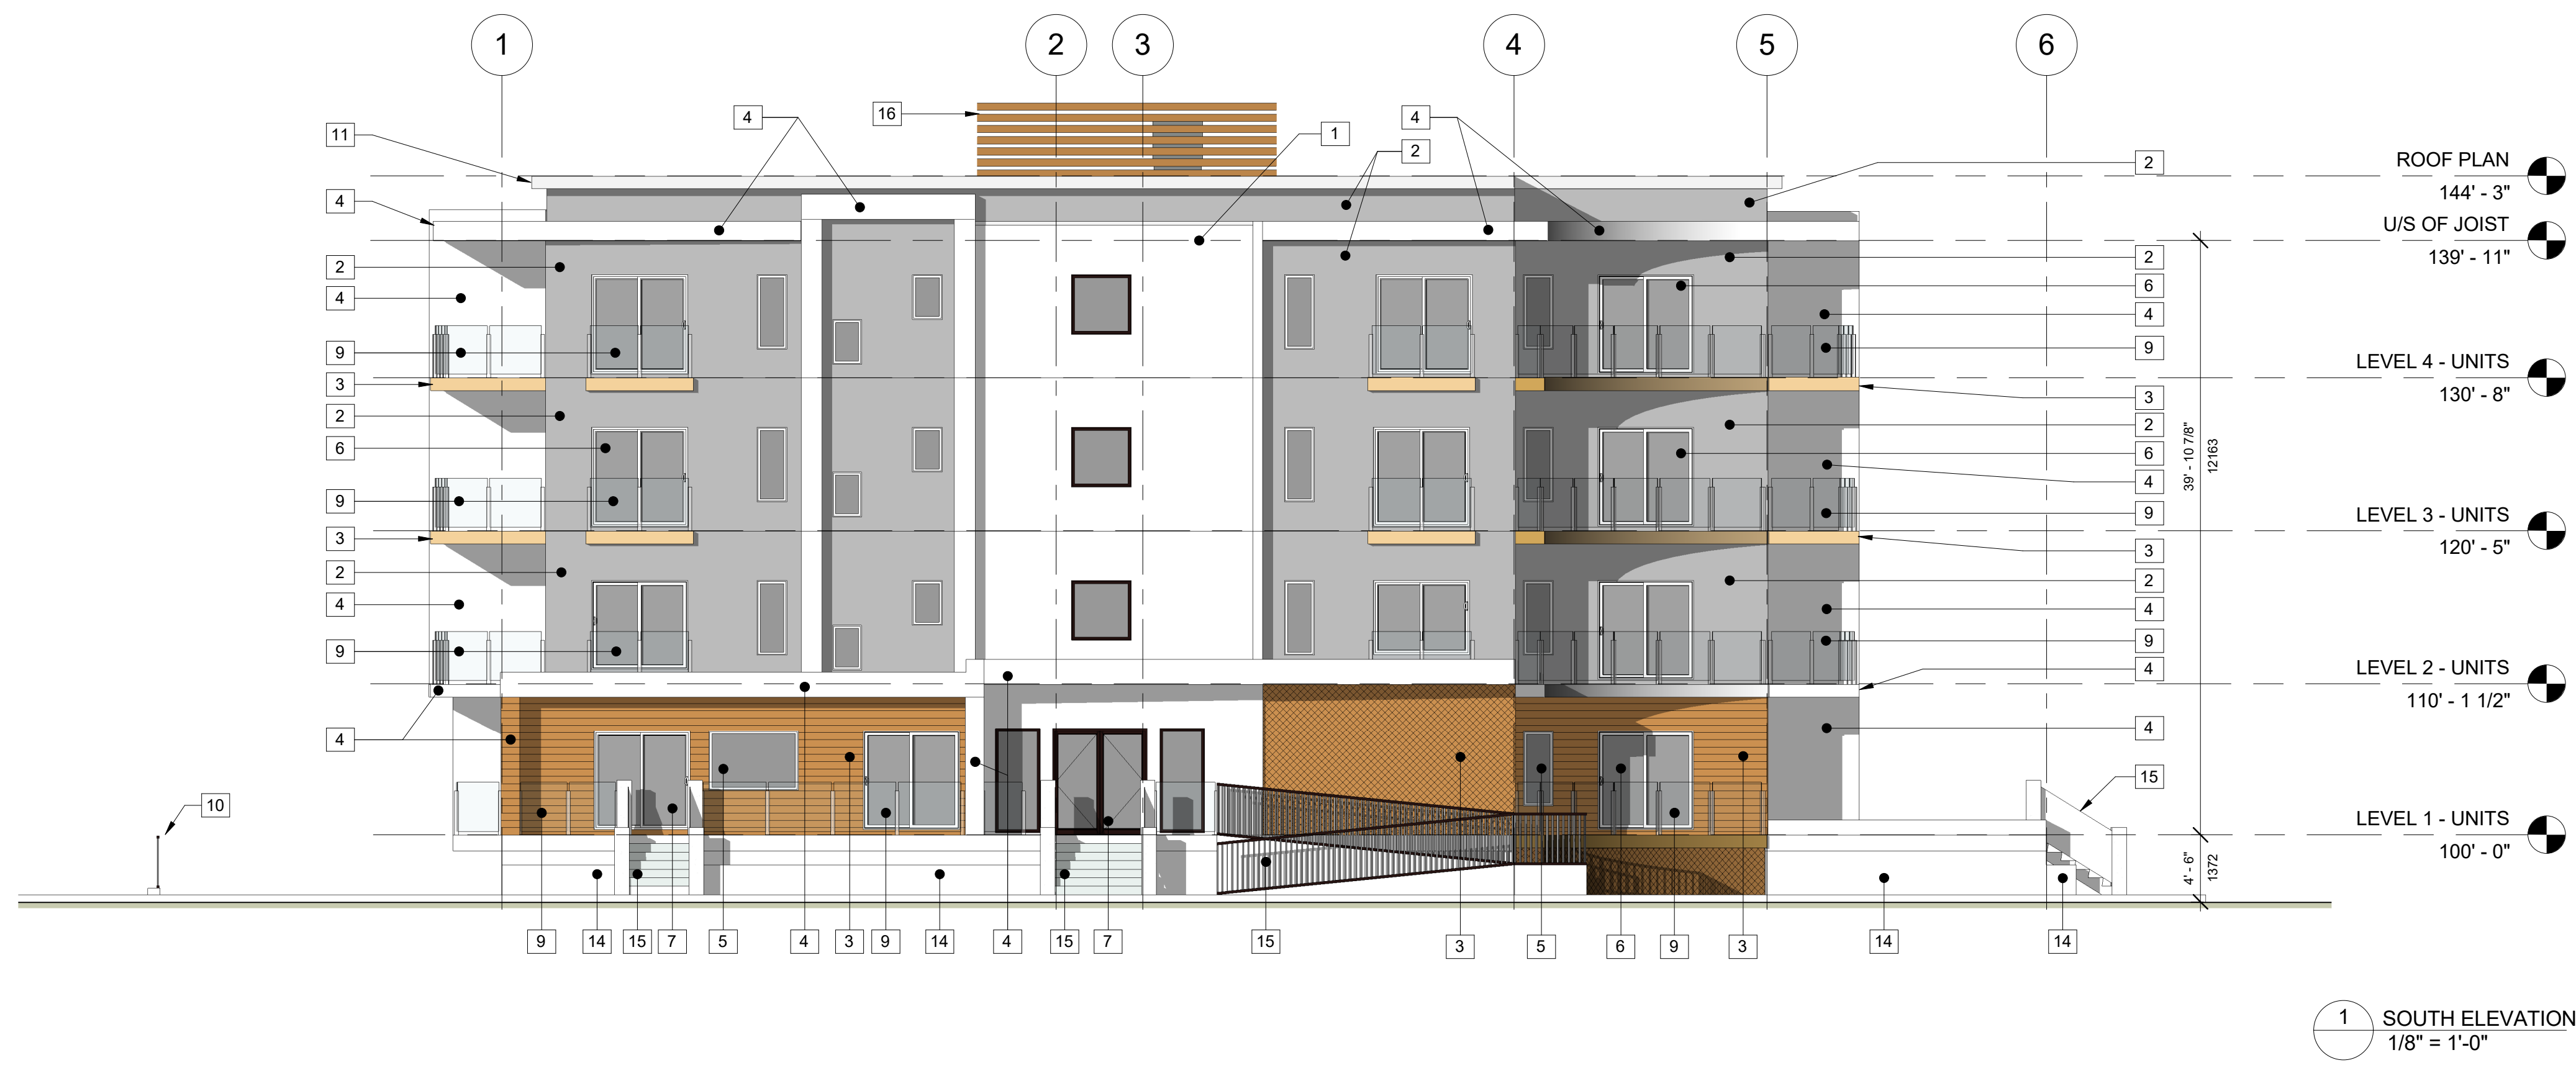 1 2 3 4 5 6
4 16 4
1
11
2
2
ROOF PLAN
144' - 3"
4
U/S OF JOIST
139' - 11"
2
2
6
4
4
9
9
LEVEL 4 - UNITS
130' - 8"
3
3
2
2
6
6
4
39' - 10 7/8"
12163
9
9
LEVEL 3 - UNITS
120' - 5"
3
3
2
2
4
4
9
9
LEVEL 2 - UNITS
110' - 1 1/2"
4
4
4
15
10
LEVEL 1 - UNITS
100' - 0"
4' - 6"
1372
9 14 15 7 5 4 3 9 14 4 15 7 15 3 5 6 9 3 14 14
1 SOUTH ELEVATION
1/8" = 1'-0"